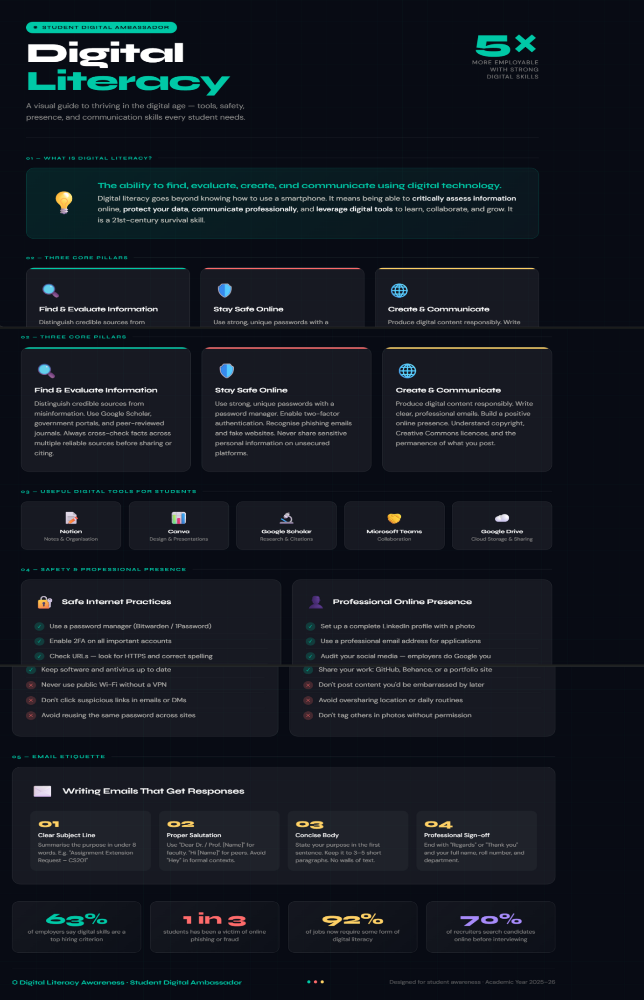 STUDENT DIGITAL AMBASSADOR
Digital
Literacy
A visual guide to thriving in the digital age — tools, safety,
presence, and communication skills every student needs.
5×
MORE EMPLOYABLE
WITH STRONG
DIGITAL SKILLS
01 — WHAT IS DIGITAL LITERACY?
The ability to find, evaluate, create, and communicate using digital technology.
Digital literacy goes beyond knowing how to use a smartphone. It means being able to critically assess information
online, protect your data, communicate professionally, and leverage digital tools to learn, collaborate, and grow. It
is a 21st-century survival skill.
02 — THREE CORE PILLARS
Find & Evaluate Information
Distinguish credible sources from
Stay Safe Online
Use strong, unique passwords with a
Create & Communicate
Produce digital content responsibly. Write
02 — THREE CORE PILLARS
Find & Evaluate Information
Distinguish credible sources from
misinformation. Use Google Scholar,
government portals, and peer-reviewed
journals. Always cross-check facts across
multiple reliable sources before sharing or
citing.
Stay Safe Online
Use strong, unique passwords with a
password manager. Enable two-factor
authentication. Recognise phishing emails
and fake websites. Never share sensitive
personal information on unsecured
platforms.
Create & Communicate
Produce digital content responsibly. Write
clear, professional emails. Build a positive
online presence. Understand copyright,
Creative Commons licences, and the
permanence of what you post.
03 — USEFUL DIGITAL TOOLS FOR STUDENTS
Notion
Notes & Organisation
Canva
Design & Presentations
Google Scholar
Research & Citations
Microsoft Teams
Collaboration
Google Drive
Cloud Storage & Sharing
04 — SAFETY & PROFESSIONAL PRESENCE
Safe Internet Practices
✓ Use a password manager (Bitwarden / 1Password)
✓ Enable 2FA on all important accounts
✓ Check URLs — look for HTTPS and correct spelling
✓ Keep software and antivirus up to date
✕ Never use public Wi-Fi without a VPN
✕ Don't click suspicious links in emails or DMs
✕ Avoid reusing the same password across sites
Professional Online Presence
✓ Set up a complete LinkedIn profile with a photo
✓ Use a professional email address for applications
✓ Audit your social media — employers do Google you
✓ Share your work: GitHub, Behance, or a portfolio site
✕ Don't post content you'd be embarrassed by later
✕ Avoid oversharing location or daily routines
✕ Don't tag others in photos without permission
05 — EMAIL ETIQUETTE
Writing Emails That Get Responses
01
Clear Subject Line
Summarise the purpose in under 8
words. E.g. "Assignment Extension
Request – CS201"
02
Proper Salutation
Use "Dear Dr. / Prof. [Name]" for
faculty. "Hi [Name]" for peers. Avoid
"Hey" in formal contexts.
03
Concise Body
State your purpose in the first
sentence. Keep it to 3–5 short
paragraphs. No walls of text.
04
Professional Sign-off
End with "Regards" or "Thank you"
and your full name, roll number, and
department.
63%
of employers say digital skills are a
top hiring criterion
1 in 3
students has been a victim of online
phishing or fraud
92%
of jobs now require some form of
digital literacy
70%
of recruiters search candidates
online before interviewing
Digital Literacy Awareness · Student Digital Ambassador
Designed for student awareness · Academic Year 2025–26